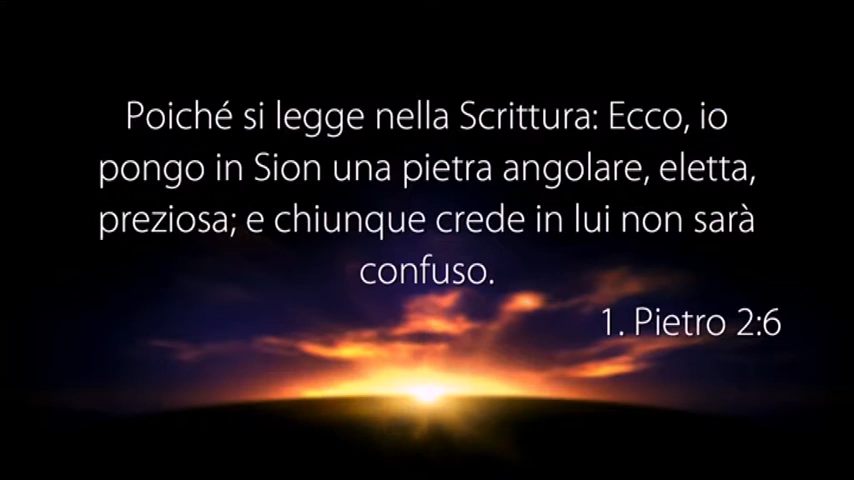 Poiché si legge nella Scrittura: Ecco, io
pongo in Sion una pietra angolare, eletta,
preziosa; e chiunque crede in lui non sarà
confuso.
1. Pietro 2:6